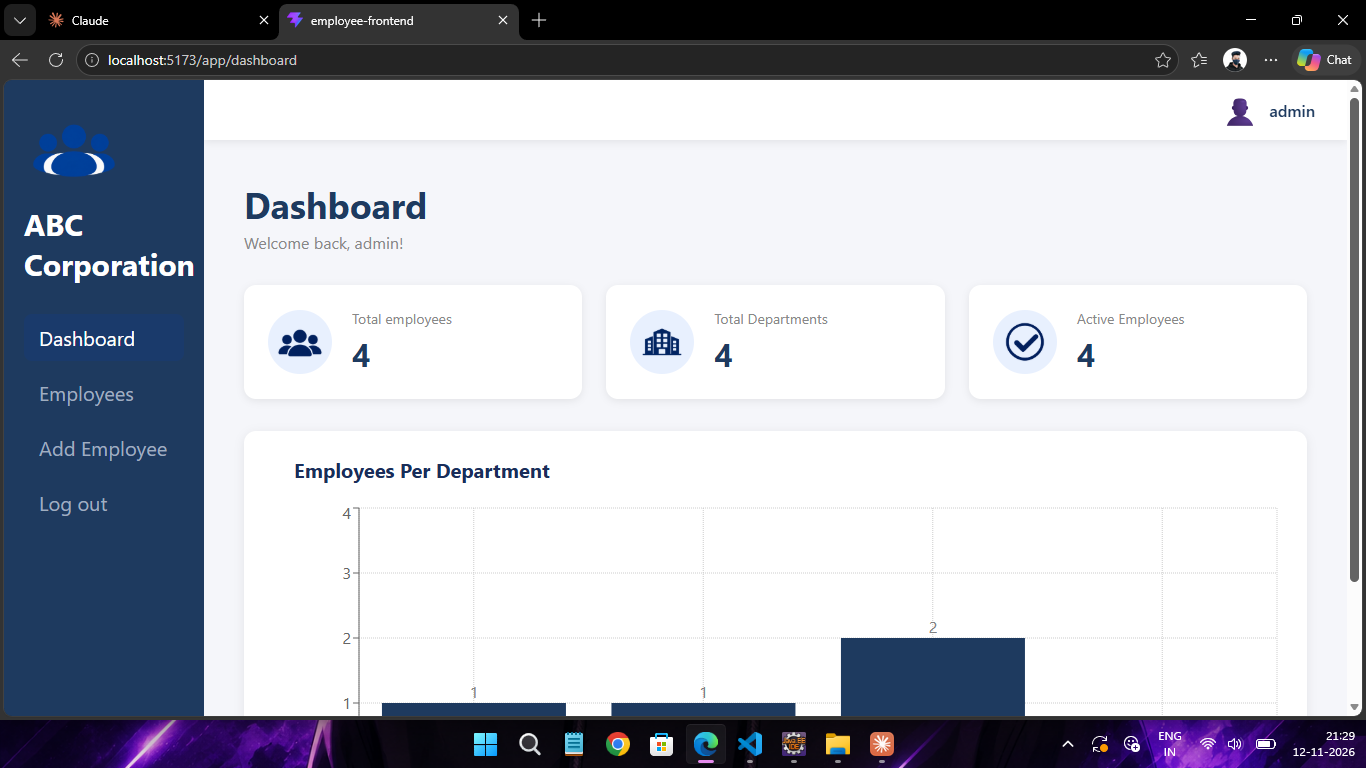 Claude
employee-frontend
localhost:5173/app/dashboard
Chat
admin
ABC
Corporation
Dashboard
Employees
Add Employee
Log out
Dashboard
Welcome back, admin!
Total employees
4
Total Departments
4
Active Employees
4
Employees Per Department
4
3
2
1
1
1
2
ENG
IN
21:29
12-11-2026